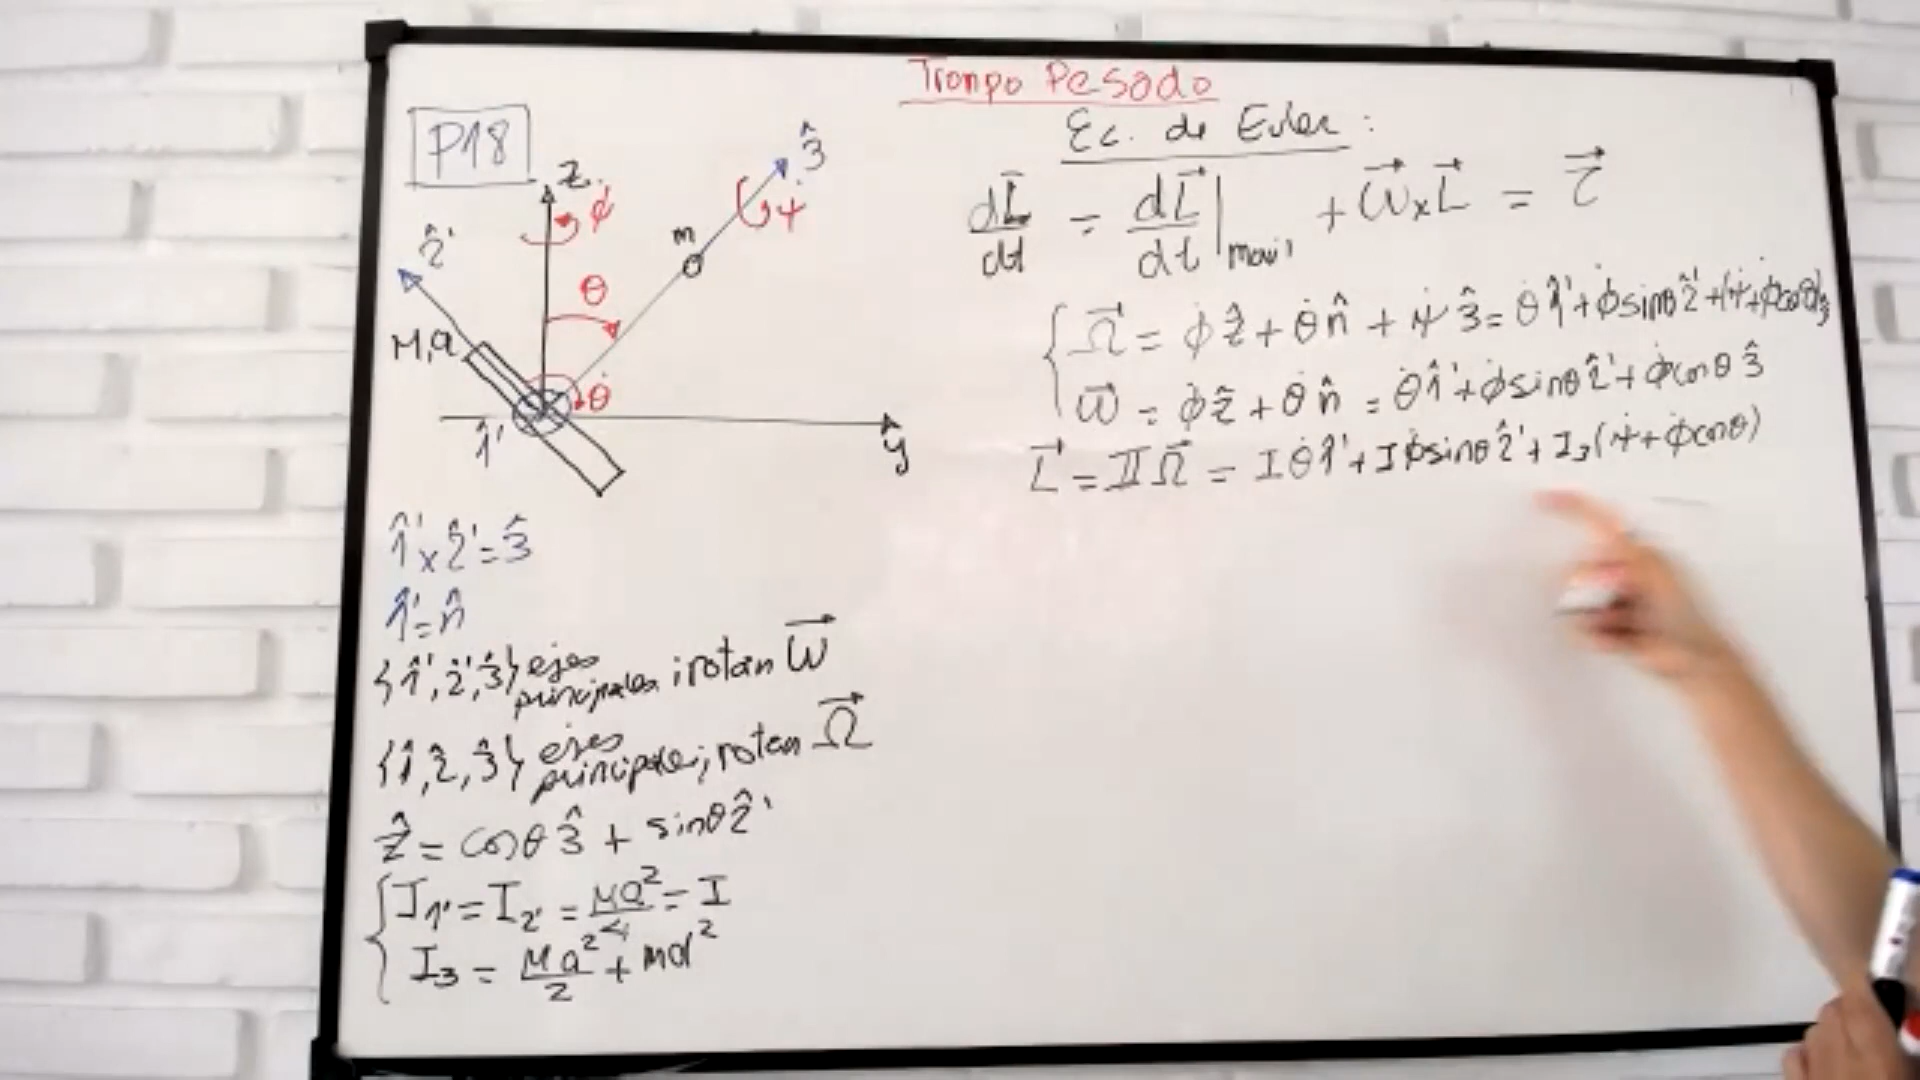 Trompo Pesado
P18
Ec. de Euler:
ẑ
φ̇
3̂
ψ̇
m
2̂'
θ
M,a
θ̇
1̂'
ŷ
dL⃗/dt = dL⃗/dt|movil + ω⃗ × L⃗ = τ⃗
Ω⃗ = φ̇ẑ + θ̇n̂ + ψ̇3̂ = θ̇1̂' + φ̇sinθ2̂' + (ψ̇+φ̇cosθ)3̂
ω⃗ = φ̇ẑ + θ̇n̂ = θ̇1̂' + φ̇sinθ2̂' + φ̇cosθ3̂
L⃗ = 𝕀Ω⃗ = Iθ̇1̂' + Iφ̇sinθ2̂' + I₃(ψ̇+φ̇cosθ)
1̂' × 2̂' = 3̂
1̂' = n̂
{1̂',2̂',3̂} ejes principales; rotan ω⃗
{1̂,2̂,3̂} ejes principales; rotan Ω⃗
ẑ = cosθ3̂ + sinθ2̂'
I₁' = I₂' = Ma²/4 = I
I₃ = Ma²/2 + md²